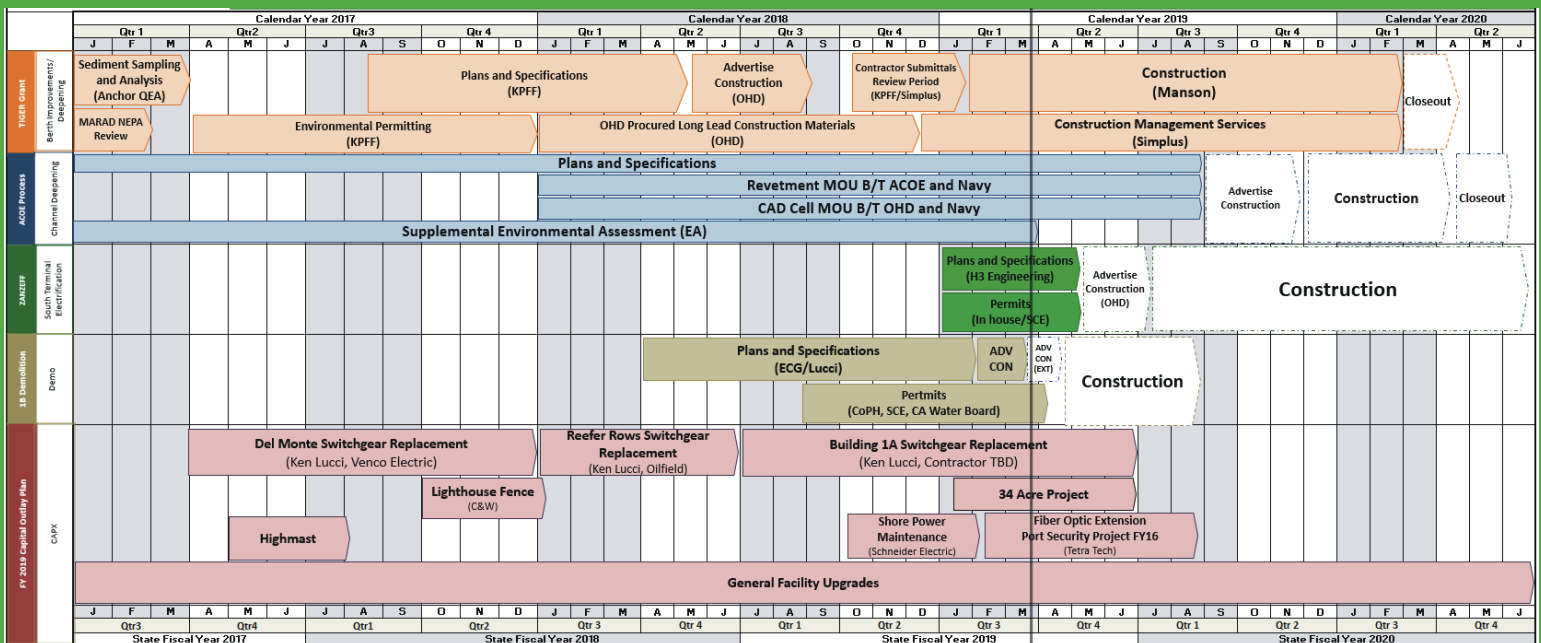 Calendar Year 2017 Calendar Year 2018 Calendar Year 2019 Calendar Year 2020
Qtr 1 Qtr2 Qtr3 Qtr 4 Qtr 1 Qtr 2 Qtr 3 Qtr 4 Qtr 1 Qtr 2 Qtr 3 Qtr 4 Qtr 1 Qtr 2
J F M A M J J A S O N D J F M A M J J A S O N D J F M A M J J A S O N D J F M A M J
TIGER Grant
Berth Improvements/
Deepening
Sediment Sampling
and Analysis
(Anchor QEA)
Plans and Specifications
(KPFF)
Advertise
Construction
(OHD)
Contractor Submittals
Review Period
(KPFF/Simplus)
Construction
(Manson)
Closeout
MARAD NEPA
Review
Environmental Permitting
(KPFF)
OHD Procured Long Lead Construction Materials
(OHD)
Construction Management Services
(Simplus)
ACOE Process
Channel Deepening
Plans and Specifications
Revetment MOU B/T ACOE and Navy
CAD Cell MOU B/T OHD and Navy
Supplemental Environmental Assessment (EA)
Advertise
Construction
Construction
Closeout
ZANZEFF
South Terminal
Electrification
Plans and Specifications
(H3 Engineering)
Permits
(In house/SCE)
Advertise
Construction
(OHD)
Construction
1B Demolition
Demo
Plans and Specifications
(ECG/Lucci)
ADV
CON
ADV
CON
(EXT)
Construction
Pertmits
(CoPH, SCE, CA Water Board)
FY 2019 Capital Outlay Plan
CAPX
Del Monte Switchgear Replacement
(Ken Lucci, Venco Electric)
Reefer Rows Switchgear
Replacement
(Ken Lucci, Oilfield)
Building 1A Switchgear Replacement
(Ken Lucci, Contractor TBD)
Lighthouse Fence
(C&W)
34 Acre Project
Highmast
Shore Power
Maintenance
(Schneider Electric)
Fiber Optic Extension
Port Security Project FY16
(Tetra Tech)
General Facility Upgrades
J F M A M J J A S O N D J F M A M J J A S O N D J F M A M J J A S O N D J F M A M J
Qtr3 Qtr4 Qtr1 Qtr2 Qtr 3 Qtr 4 Qtr 1 Qtr 2 Qtr 3 Qtr 4 Qtr 1 Qtr 2 Qtr 3 Qtr 4
State Fiscal Year 2017 State Fiscal Year 2018 State Fiscal Year 2019 State Fiscal Year 2020